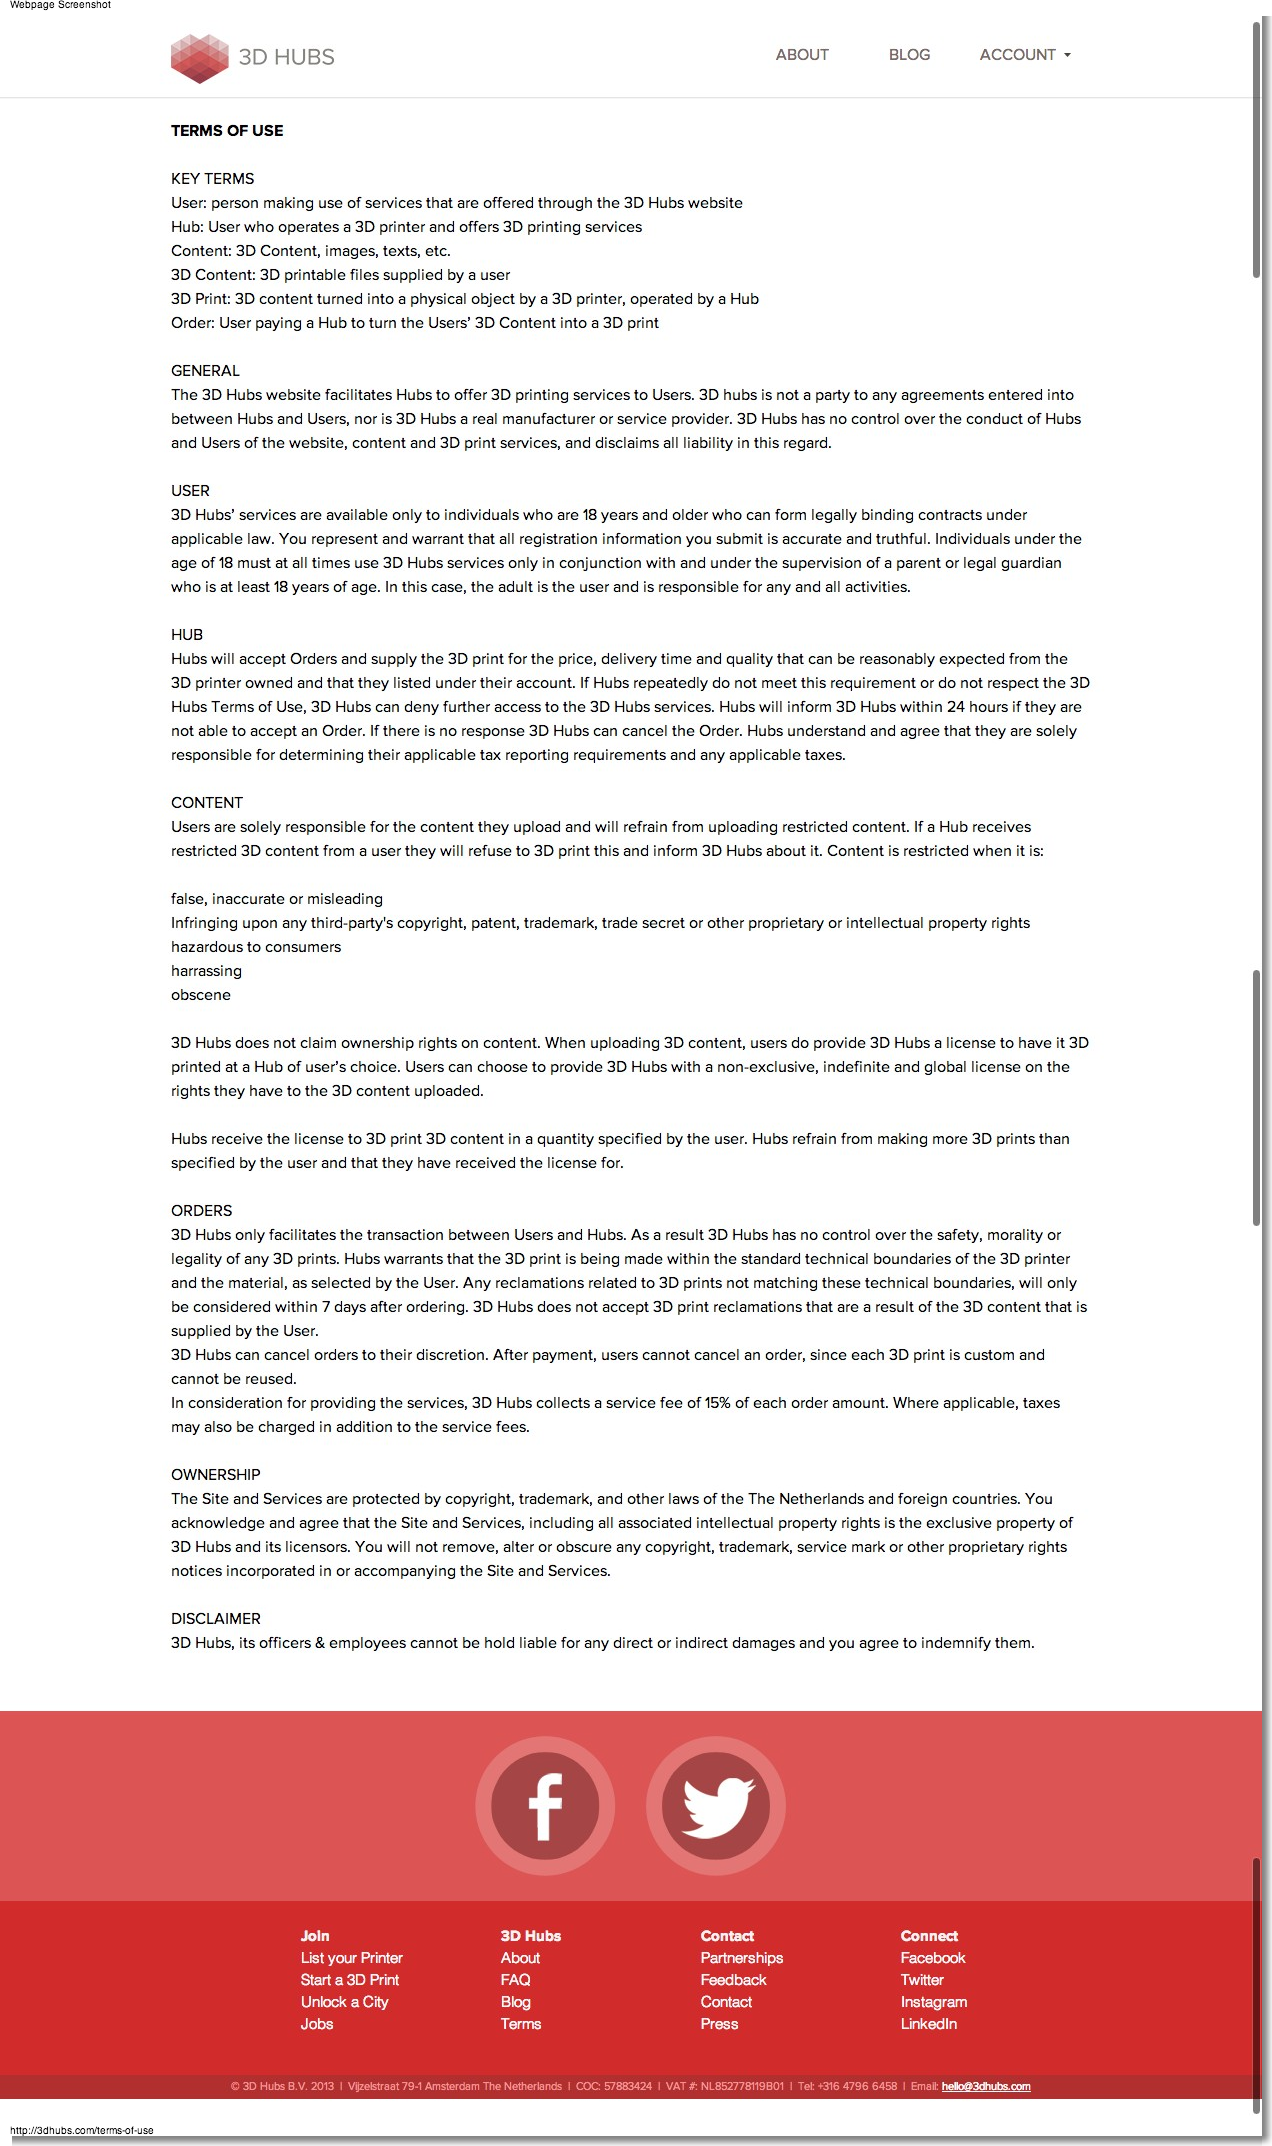 Webpage Screenshot
3D HUBS
ABOUT
BLOG
ACCOUNT
TERMS OF USE
KEY TERMS
User: person making use of services that are offered through the 3D Hubs website
Hub: User who operates a 3D printer and offers 3D printing services
Content: 3D Content, images, texts, etc.
3D Content: 3D printable files supplied by a user
3D Print: 3D content turned into a physical object by a 3D printer, operated by a Hub
Order: User paying a Hub to turn the Users’ 3D Content into a 3D print
GENERAL
The 3D Hubs website facilitates Hubs to offer 3D printing services to Users. 3D hubs is not a party to any agreements entered into
between Hubs and Users, nor is 3D Hubs a real manufacturer or service provider. 3D Hubs has no control over the conduct of Hubs
and Users of the website, content and 3D print services, and disclaims all liability in this regard.
USER
3D Hubs’ services are available only to individuals who are 18 years and older who can form legally binding contracts under
applicable law. You represent and warrant that all registration information you submit is accurate and truthful. Individuals under the
age of 18 must at all times use 3D Hubs services only in conjunction with and under the supervision of a parent or legal guardian
who is at least 18 years of age. In this case, the adult is the user and is responsible for any and all activities.
HUB
Hubs will accept Orders and supply the 3D print for the price, delivery time and quality that can be reasonably expected from the
3D printer owned and that they listed under their account. If Hubs repeatedly do not meet this requirement or do not respect the 3D
Hubs Terms of Use, 3D Hubs can deny further access to the 3D Hubs services. Hubs will inform 3D Hubs within 24 hours if they are
not able to accept an Order. If there is no response 3D Hubs can cancel the Order. Hubs understand and agree that they are solely
responsible for determining their applicable tax reporting requirements and any applicable taxes.
CONTENT
Users are solely responsible for the content they upload and will refrain from uploading restricted content. If a Hub receives
restricted 3D content from a user they will refuse to 3D print this and inform 3D Hubs about it. Content is restricted when it is:
false, inaccurate or misleading
Infringing upon any third-party's copyright, patent, trademark, trade secret or other proprietary or intellectual property rights
hazardous to consumers
harrassing
obscene
3D Hubs does not claim ownership rights on content. When uploading 3D content, users do provide 3D Hubs a license to have it 3D
printed at a Hub of user’s choice. Users can choose to provide 3D Hubs with a non-exclusive, indefinite and global license on the
rights they have to the 3D content uploaded.
Hubs receive the license to 3D print 3D content in a quantity specified by the user. Hubs refrain from making more 3D prints than
specified by the user and that they have received the license for.
ORDERS
3D Hubs only facilitates the transaction between Users and Hubs. As a result 3D Hubs has no control over the safety, morality or
legality of any 3D prints. Hubs warrants that the 3D print is being made within the standard technical boundaries of the 3D printer
and the material, as selected by the User. Any reclamations related to 3D prints not matching these technical boundaries, will only
be considered within 7 days after ordering. 3D Hubs does not accept 3D print reclamations that are a result of the 3D content that is
supplied by the User.
3D Hubs can cancel orders to their discretion. After payment, users cannot cancel an order, since each 3D print is custom and
cannot be reused.
In consideration for providing the services, 3D Hubs collects a service fee of 15% of each order amount. Where applicable, taxes
may also be charged in addition to the service fees.
OWNERSHIP
The Site and Services are protected by copyright, trademark, and other laws of the The Netherlands and foreign countries. You
acknowledge and agree that the Site and Services, including all associated intellectual property rights is the exclusive property of
3D Hubs and its licensors. You will not remove, alter or obscure any copyright, trademark, service mark or other proprietary rights
notices incorporated in or accompanying the Site and Services.
DISCLAIMER
3D Hubs, its officers & employees cannot be hold liable for any direct or indirect damages and you agree to indemnify them.
Join
List your Printer
Start a 3D Print
Unlock a City
Jobs
3D Hubs
About
FAQ
Blog
Terms
Contact
Partnerships
Feedback
Contact
Press
Connect
Facebook
Twitter
Instagram
LinkedIn
© 3D Hubs B.V. 2013 | Vijzelstraat 79-1 Amsterdam The Netherlands | COC: 57883424 | VAT #: NL852778119B01 | Tel: +316 4796 6458 | Email: hello@3dhubs.com
http://3dhubs.com/terms-of-use